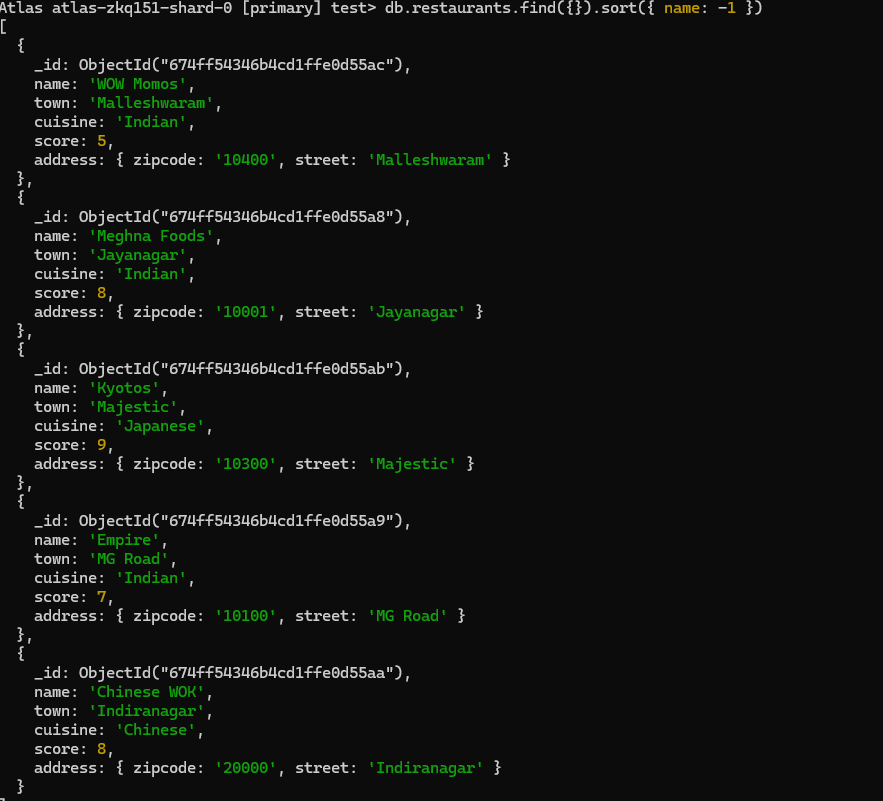 Atlas atlas-zkq151-shard-0 [primary] test> db.restaurants.find({}).sort({ name: -1 })
[
  {
    _id: ObjectId("674ff54346b4cd1ffe0d55ac"),
    name: 'WOW Momos',
    town: 'Malleshwaram',
    cuisine: 'Indian',
    score: 5,
    address: { zipcode: '10400', street: 'Malleshwaram' }
  },
  {
    _id: ObjectId("674ff54346b4cd1ffe0d55a8"),
    name: 'Meghna Foods',
    town: 'Jayanagar',
    cuisine: 'Indian',
    score: 8,
    address: { zipcode: '10001', street: 'Jayanagar' }
  },
  {
    _id: ObjectId("674ff54346b4cd1ffe0d55ab"),
    name: 'Kyotos',
    town: 'Majestic',
    cuisine: 'Japanese',
    score: 9,
    address: { zipcode: '10300', street: 'Majestic' }
  },
  {
    _id: ObjectId("674ff54346b4cd1ffe0d55a9"),
    name: 'Empire',
    town: 'MG Road',
    cuisine: 'Indian',
    score: 7,
    address: { zipcode: '10100', street: 'MG Road' }
  },
  {
    _id: ObjectId("674ff54346b4cd1ffe0d55aa"),
    name: 'Chinese WOK',
    town: 'Indiranagar',
    cuisine: 'Chinese',
    score: 8,
    address: { zipcode: '20000', street: 'Indiranagar' }
  }